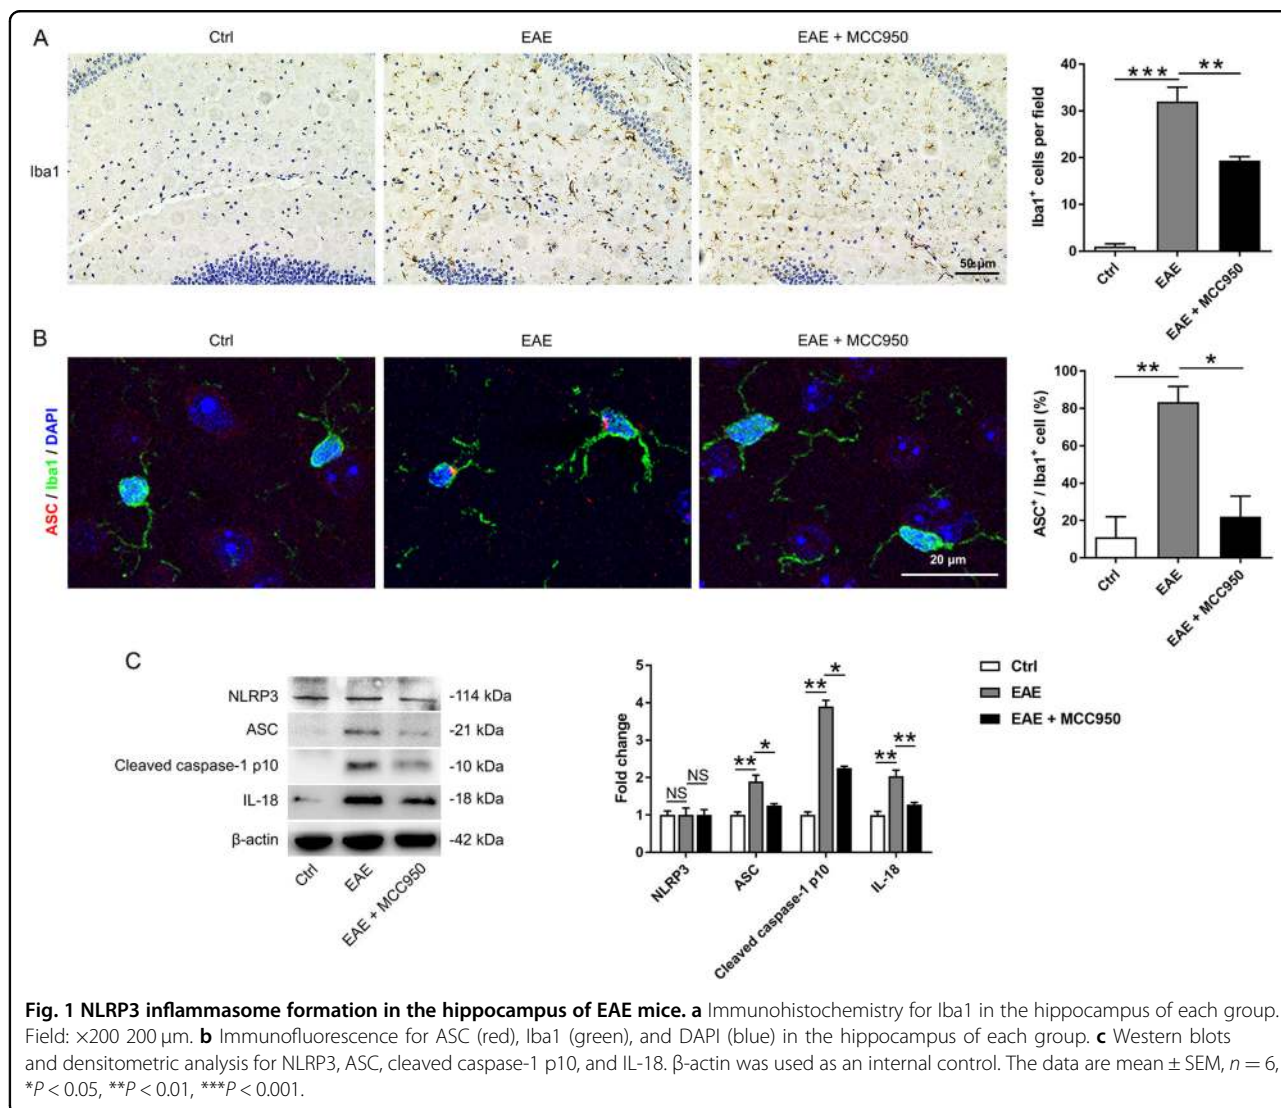 A
Ctrl
EAE
EAE + MCC950
Iba1
50 µm
Iba1+ cells per field
40
30
20
10
0
***
**
Ctrl
EAE
EAE + MCC950
B
Ctrl
EAE
EAE + MCC950
ASC / Iba1 / DAPI
20 µm
ASC+ / Iba1+ cell (%)
100
80
60
40
20
0
**
*
Ctrl
EAE
EAE + MCC950
C
NLRP3
-114 kDa
ASC
-21 kDa
Cleaved caspase-1 p10
-10 kDa
IL-18
-18 kDa
β-actin
-42 kDa
Ctrl
EAE
EAE + MCC950
Fold change
5
4
3
2
1
0
NS
NS
**
*
**
*
**
**
NLRP3
ASC
Cleaved caspase-1 p10
IL-18
Ctrl
EAE
EAE + MCC950
Fig. 1 NLRP3 inflammasome formation in the hippocampus of EAE mice. a Immunohistochemistry for Iba1 in the hippocampus of each group.
Field: ×200 200 µm. b Immunofluorescence for ASC (red), Iba1 (green), and DAPI (blue) in the hippocampus of each group. c Western blots
and densitometric analysis for NLRP3, ASC, cleaved caspase-1 p10, and IL-18. β-actin was used as an internal control. The data are mean ± SEM, n = 6,
*P < 0.05, **P < 0.01, ***P < 0.001.